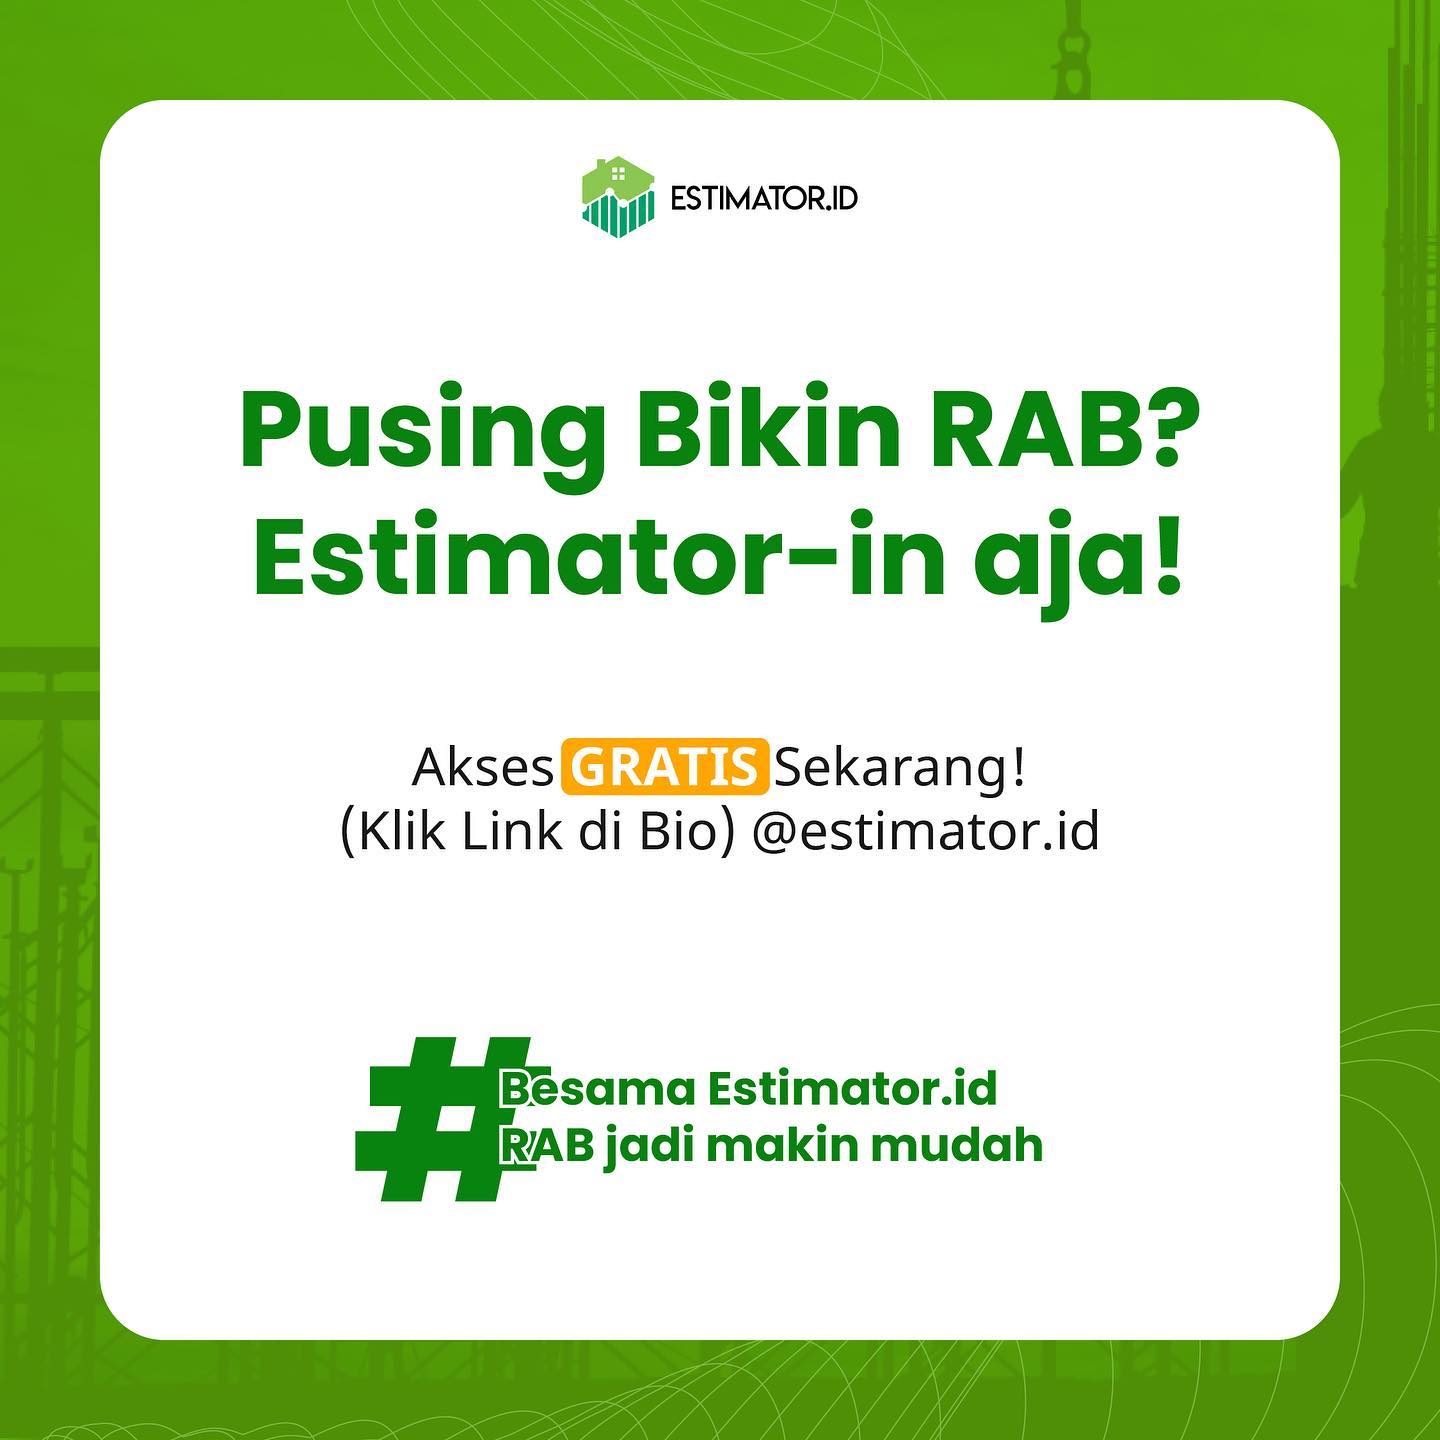 ESTIMATOR.ID
Pusing Bikin RAB?
Estimator-in aja!
Akses GRATIS Sekarang!
(Klik Link di Bio) @estimator.id
#Besama Estimator.id
RAB jadi makin mudah